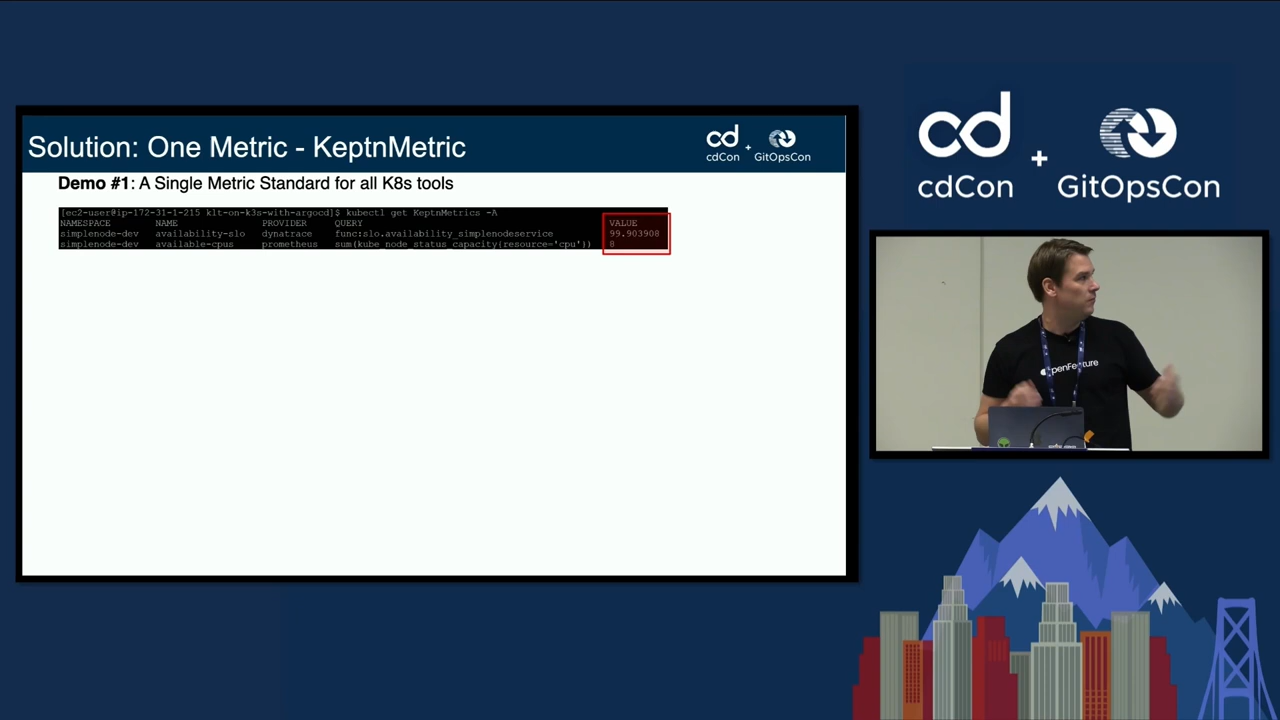 Solution: One Metric - KeptnMetric
cd
cdCon
+
GitOpsCon
Demo #1: A Single Metric Standard for all K8s tools
[ec2-user@ip-172-31-1-215 klt-on-k3s-with-argocd]$ kubectl get KeptnMetrics -A
NAMESPACE NAME PROVIDER QUERY VALUE
simplenode-dev availability-slo dynatrace func:slo.availability_simplenodeservice 99.903908
simplenode-dev available-cpus prometheus sum(kube_node_status_capacity{resource='cpu'}) 8
cd
cdCon
+
GitOpsCon
OpenFeature